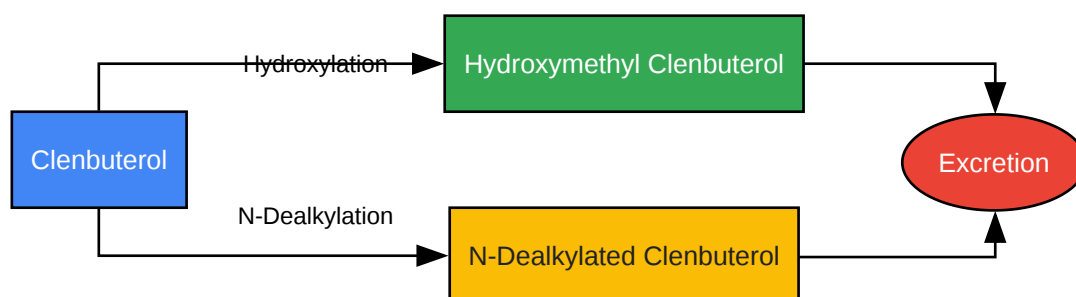 Hydroxylation
Hydroxymethyl Clenbuterol
Clenbuterol
Excretion
N-Dealkylation
N-Dealkylated Clenbuterol